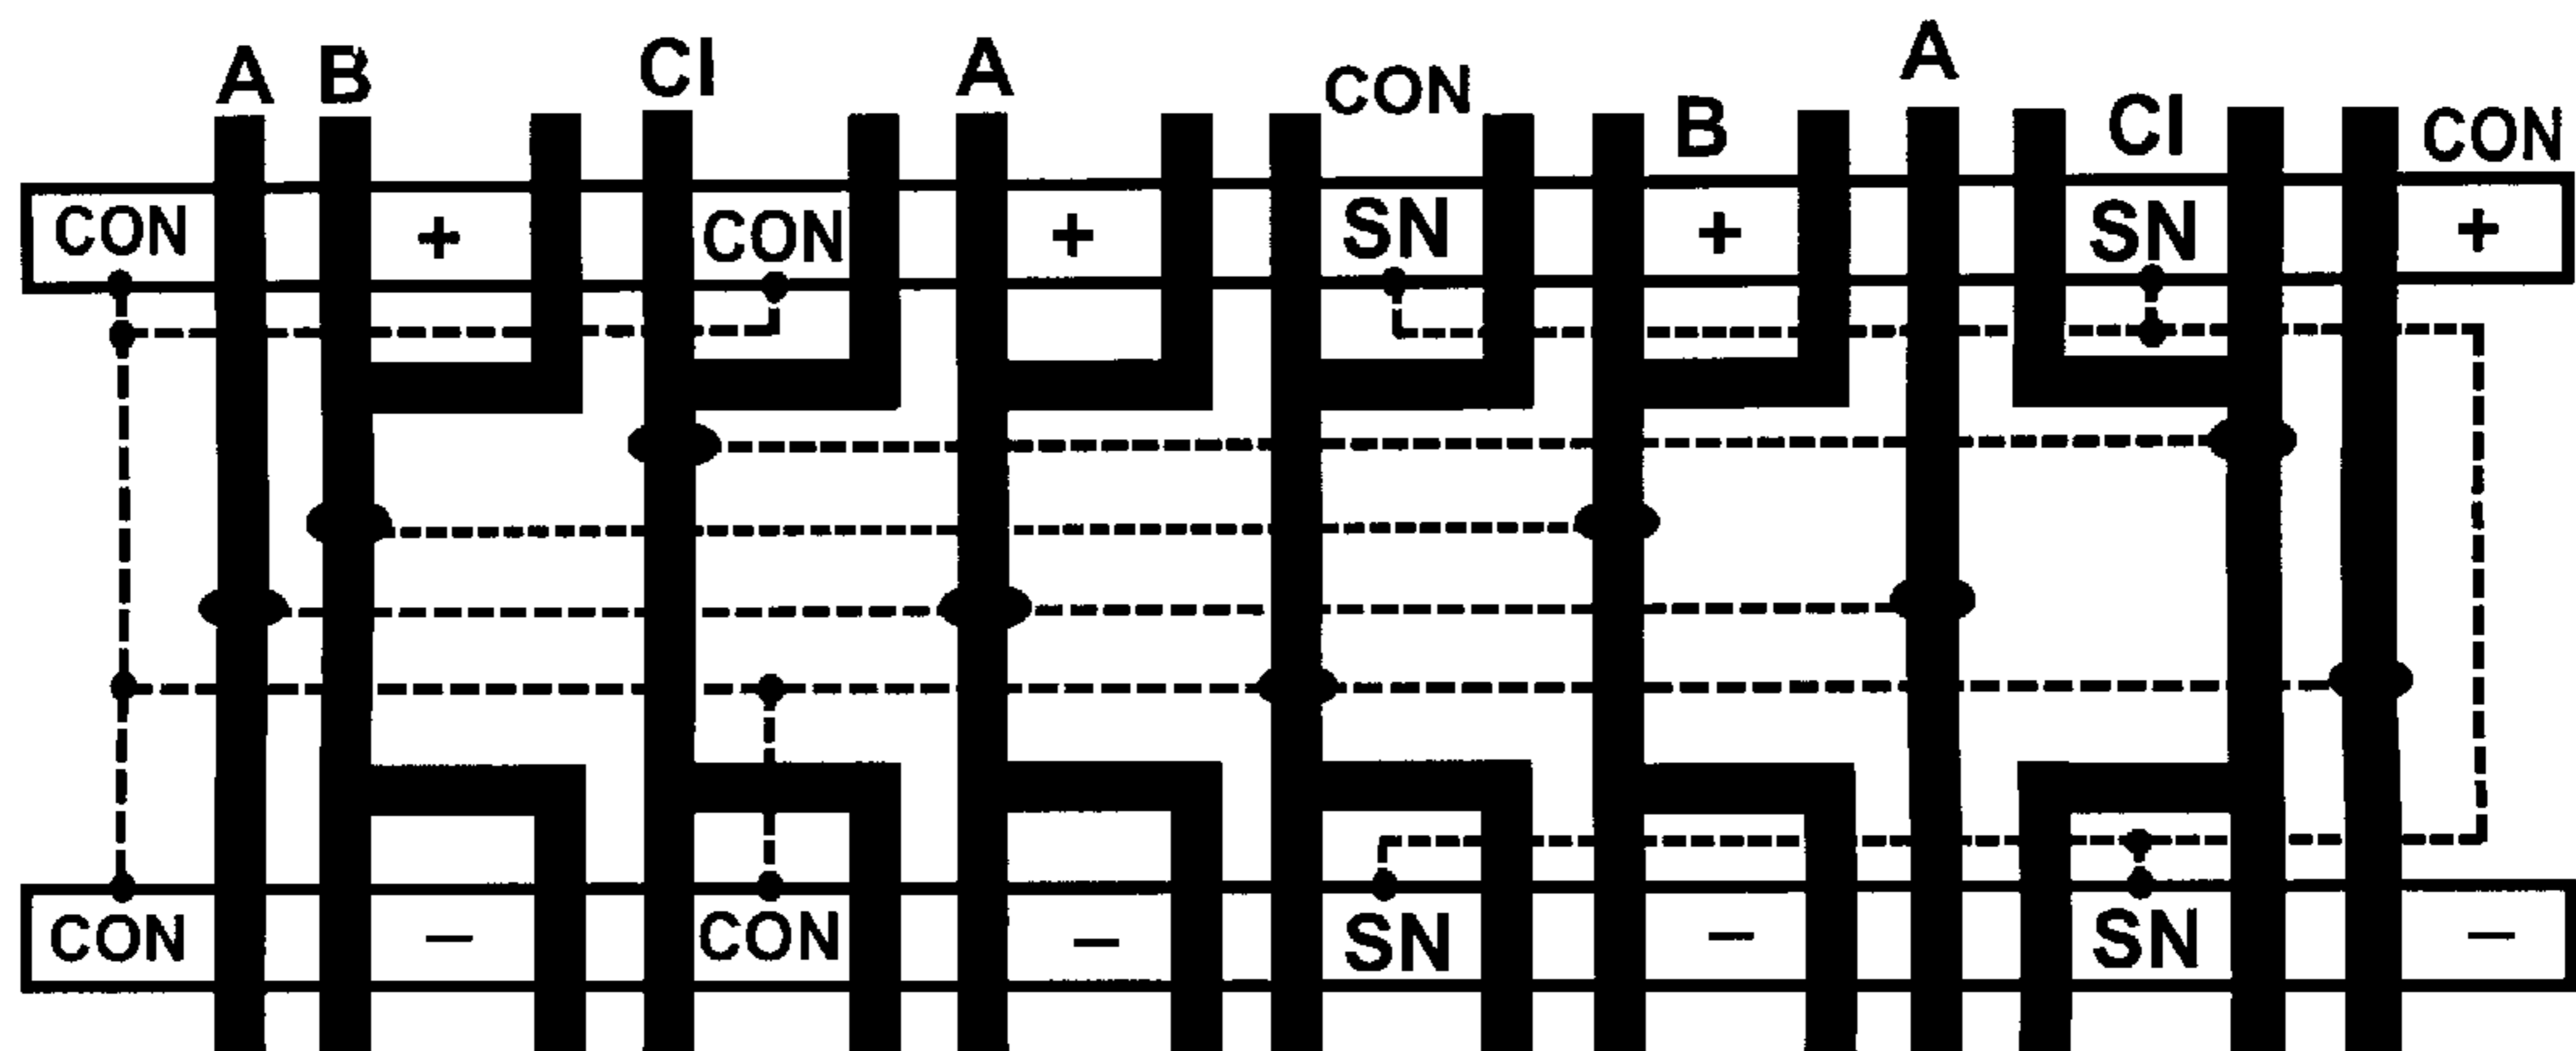 A B CI A CON B A CI CON
CON + CON + SN + SN +
CON – CON – SN – SN –